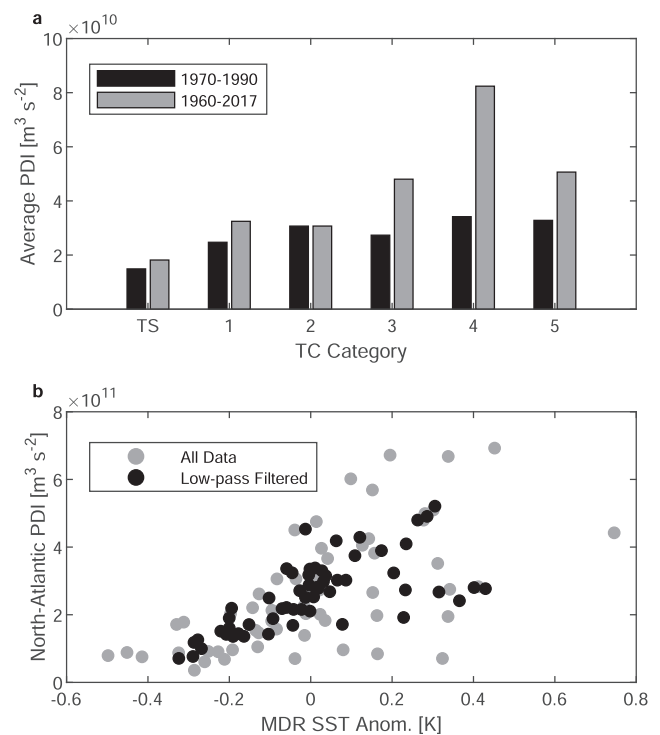 a
×10^10
10
8
6
4
2
0
Average PDI [m^3 s^-2]
1970-1990
1960-2017
TS 1 2 3 4 5
TC Category
b
×10^11
8
6
4
2
0
North-Atlantic PDI [m^3 s^-2]
All Data
Low-pass Filtered
-0.6 -0.4 -0.2 0 0.2 0.4 0.6 0.8
MDR SST Anom. [K]